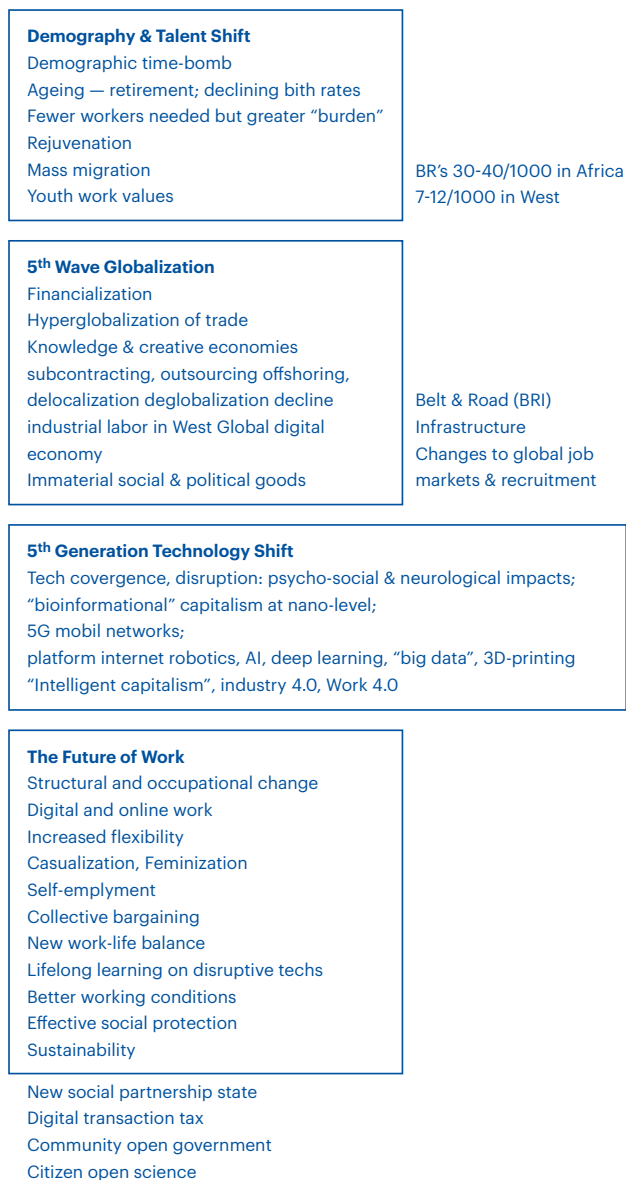 Demography & Talent Shift
Demographic time-bomb
Ageing — retirement; declining bith rates
Fewer workers needed but greater “burden”
Rejuvenation
Mass migration
Youth work values
BR’s 30-40/1000 in Africa
7-12/1000 in West
5th Wave Globalization
Financialization
Hyperglobalization of trade
Knowledge & creative economies
subcontracting, outsourcing offshoring,
delocalization deglobalization decline
industrial labor in West Global digital
economy
Immaterial social & political goods
Belt & Road (BRI)
Infrastructure
Changes to global job
markets & recruitment
5th Generation Technology Shift
Tech covergence, disruption: psycho-social & neurological impacts;
“bioinformational” capitalism at nano-level;
5G mobil networks;
platform internet robotics, AI, deep learning, “big data”, 3D-printing
“Intelligent capitalism”, industry 4.0, Work 4.0
The Future of Work
Structural and occupational change
Digital and online work
Increased flexibility
Casualization, Feminization
Self-emplyment
Collective bargaining
New work-life balance
Lifelong learning on disruptive techs
Better working conditions
Effective social protection
Sustainability
New social partnership state
Digital transaction tax
Community open government
Citizen open science